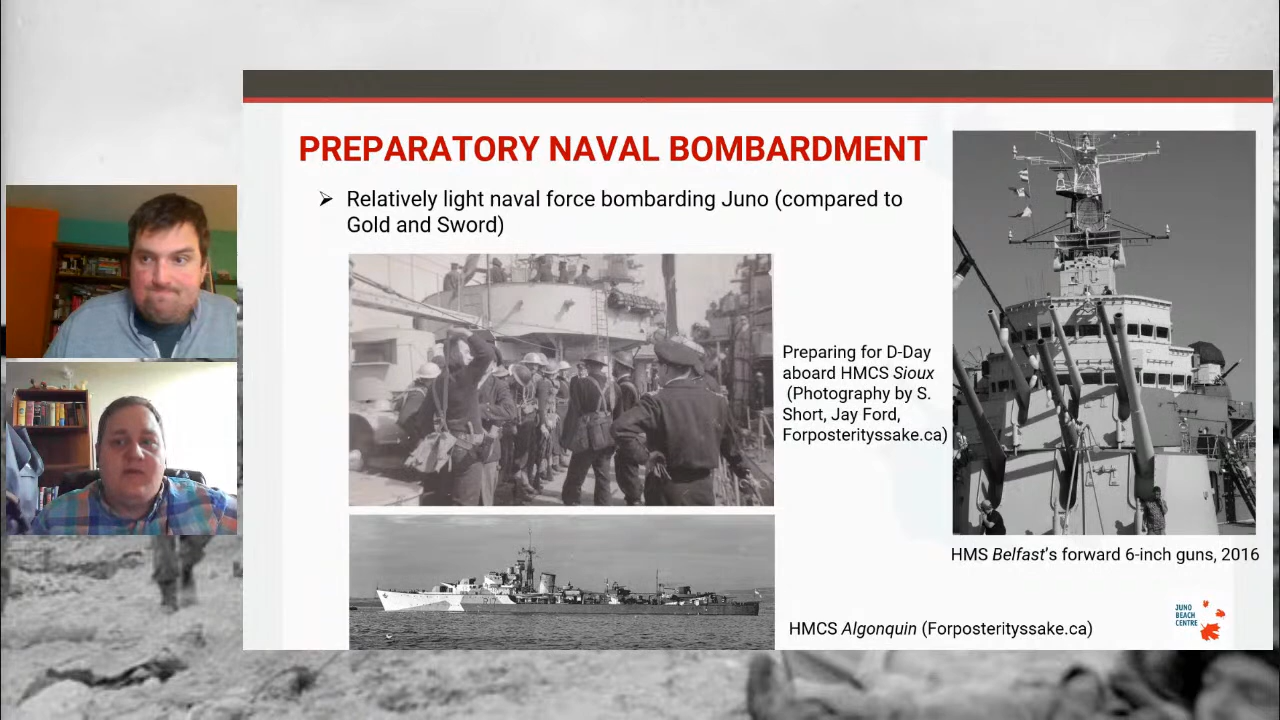 PREPARATORY NAVAL BOMBARDMENT
➢ Relatively light naval force bombarding Juno (compared to
Gold and Sword)
Preparing for D-Day
aboard HMCS Sioux
(Photography by S.
Short, Jay Ford,
Forposterityssake.ca)
HMS Belfast's forward 6-inch guns, 2016
HMCS Algonquin (Forposterityssake.ca)
JUNO
BEACH
CENTRE